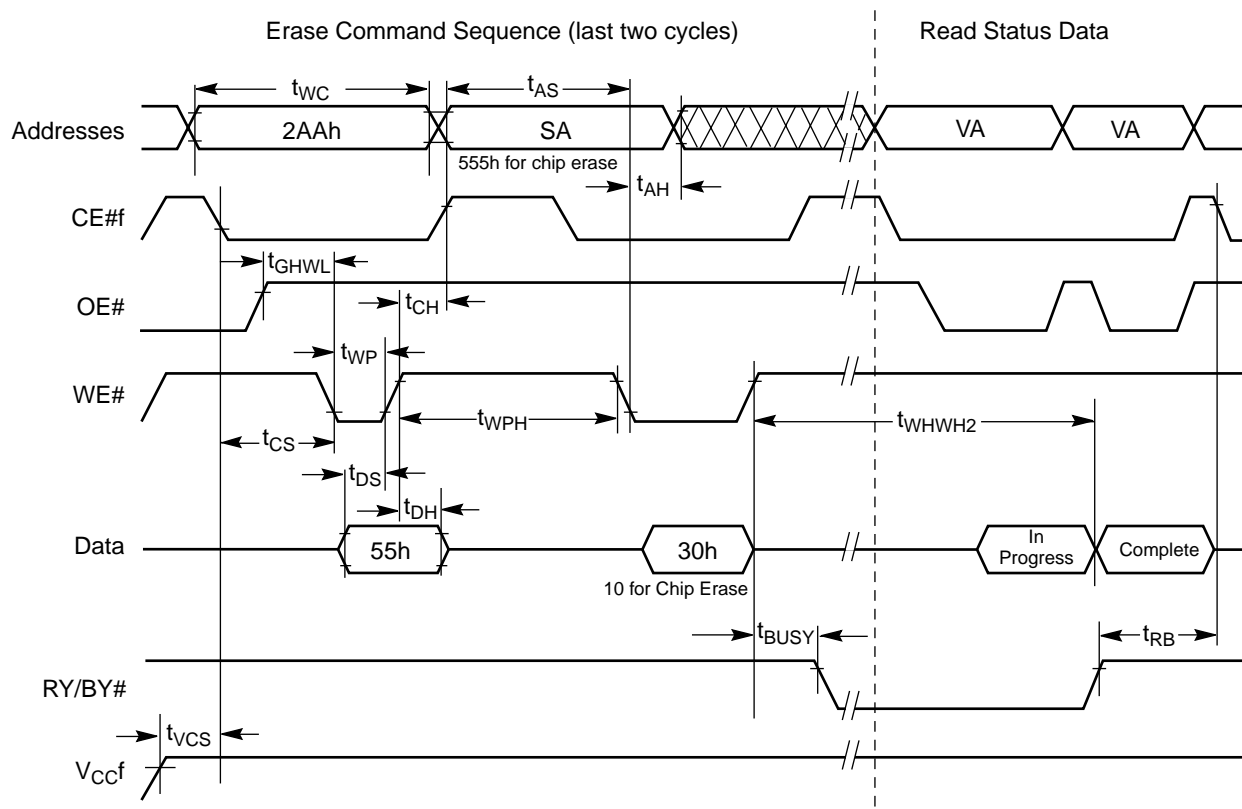 Erase Command Sequence (last two cycles)
Read Status Data
tWC
tAS
Addresses
2AAh
SA
VA
VA
555h for chip erase
tAH
CE#f
tGHWL
OE#
tCH
tWP
WE#
tWPH
tWHWH2
tCS
tDS
tDH
Data
55h
30h
In
Progress
Complete
10 for Chip Erase
tBUSY
tRB
RY/BY#
tVCS
VCCf